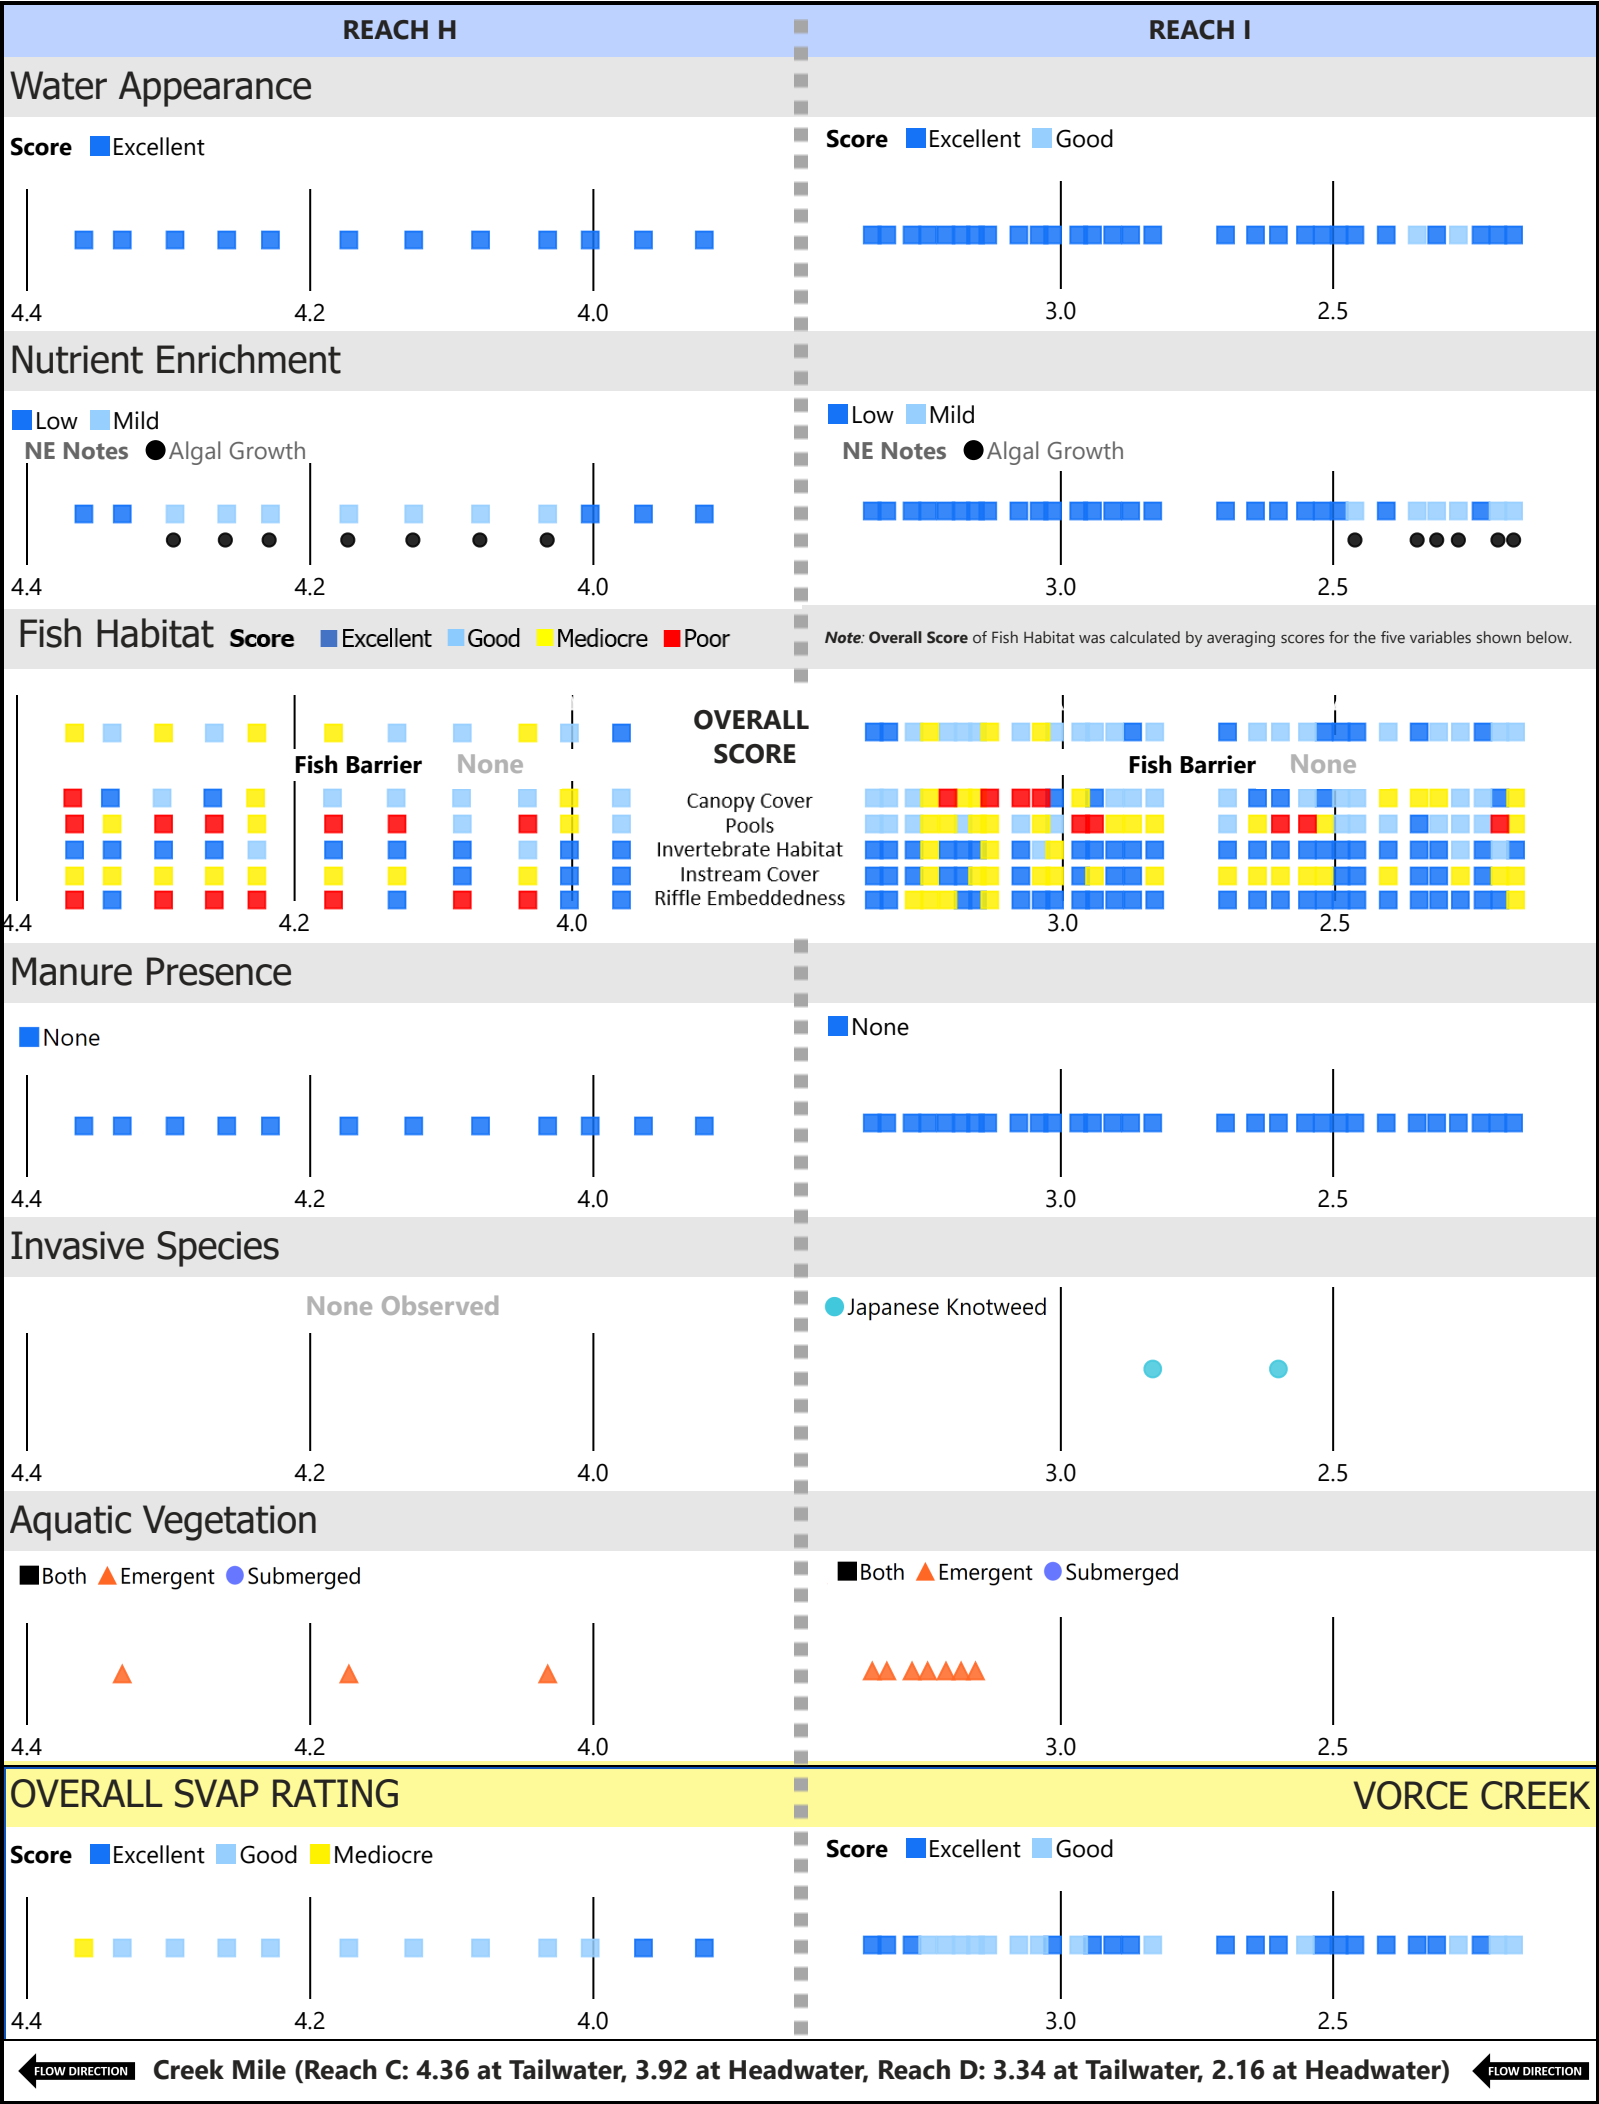 REACH H
REACH I
Water Appearance
Score Excellent
Score Excellent Good
4.4 4.2 4.0
3.0 2.5
Nutrient Enrichment
Low Mild
NE Notes Algal Growth
Low Mild
NE Notes Algal Growth
4.4 4.2 4.0
3.0 2.5
Fish Habitat Score Excellent Good Mediocre Poor
Note: Overall Score of Fish Habitat was calculated by averaging scores for the five variables shown below.
OVERALL
SCORE
Fish Barrier None
Fish Barrier None
Canopy Cover
Pools
Invertebrate Habitat
Instream Cover
Riffle Embeddedness
4.4 4.2 4.0
3.0 2.5
Manure Presence
None
None
4.4 4.2 4.0
3.0 2.5
Invasive Species
None Observed
Japanese Knotweed
4.4 4.2 4.0
3.0 2.5
Aquatic Vegetation
Both Emergent Submerged
Both Emergent Submerged
4.4 4.2 4.0
3.0 2.5
OVERALL SVAP RATING
VORCE CREEK
Score Excellent Good Mediocre
Score Excellent Good
4.4 4.2 4.0
3.0 2.5
FLOW DIRECTION Creek Mile (Reach C: 4.36 at Tailwater, 3.92 at Headwater, Reach D: 3.34 at Tailwater, 2.16 at Headwater) FLOW DIRECTION